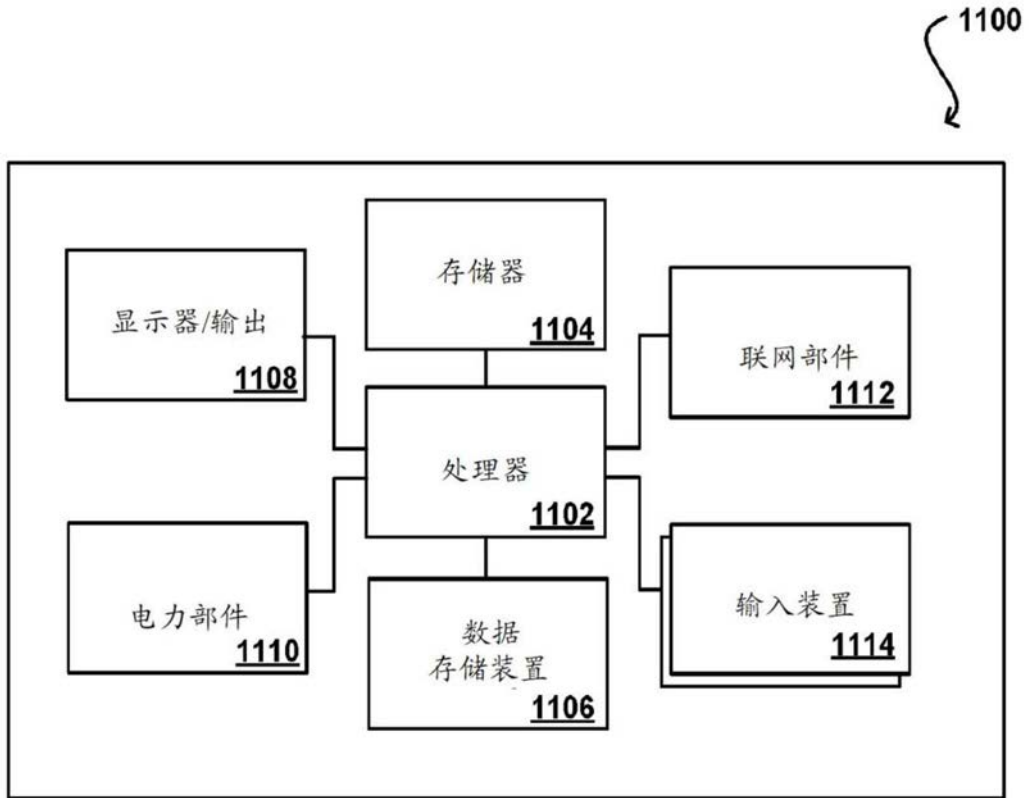 1100
存储器
1104
显示器/输出
1108
联网部件
1112
处理器
1102
电力部件
1110
数据
存储装置
1106
输入装置
1114